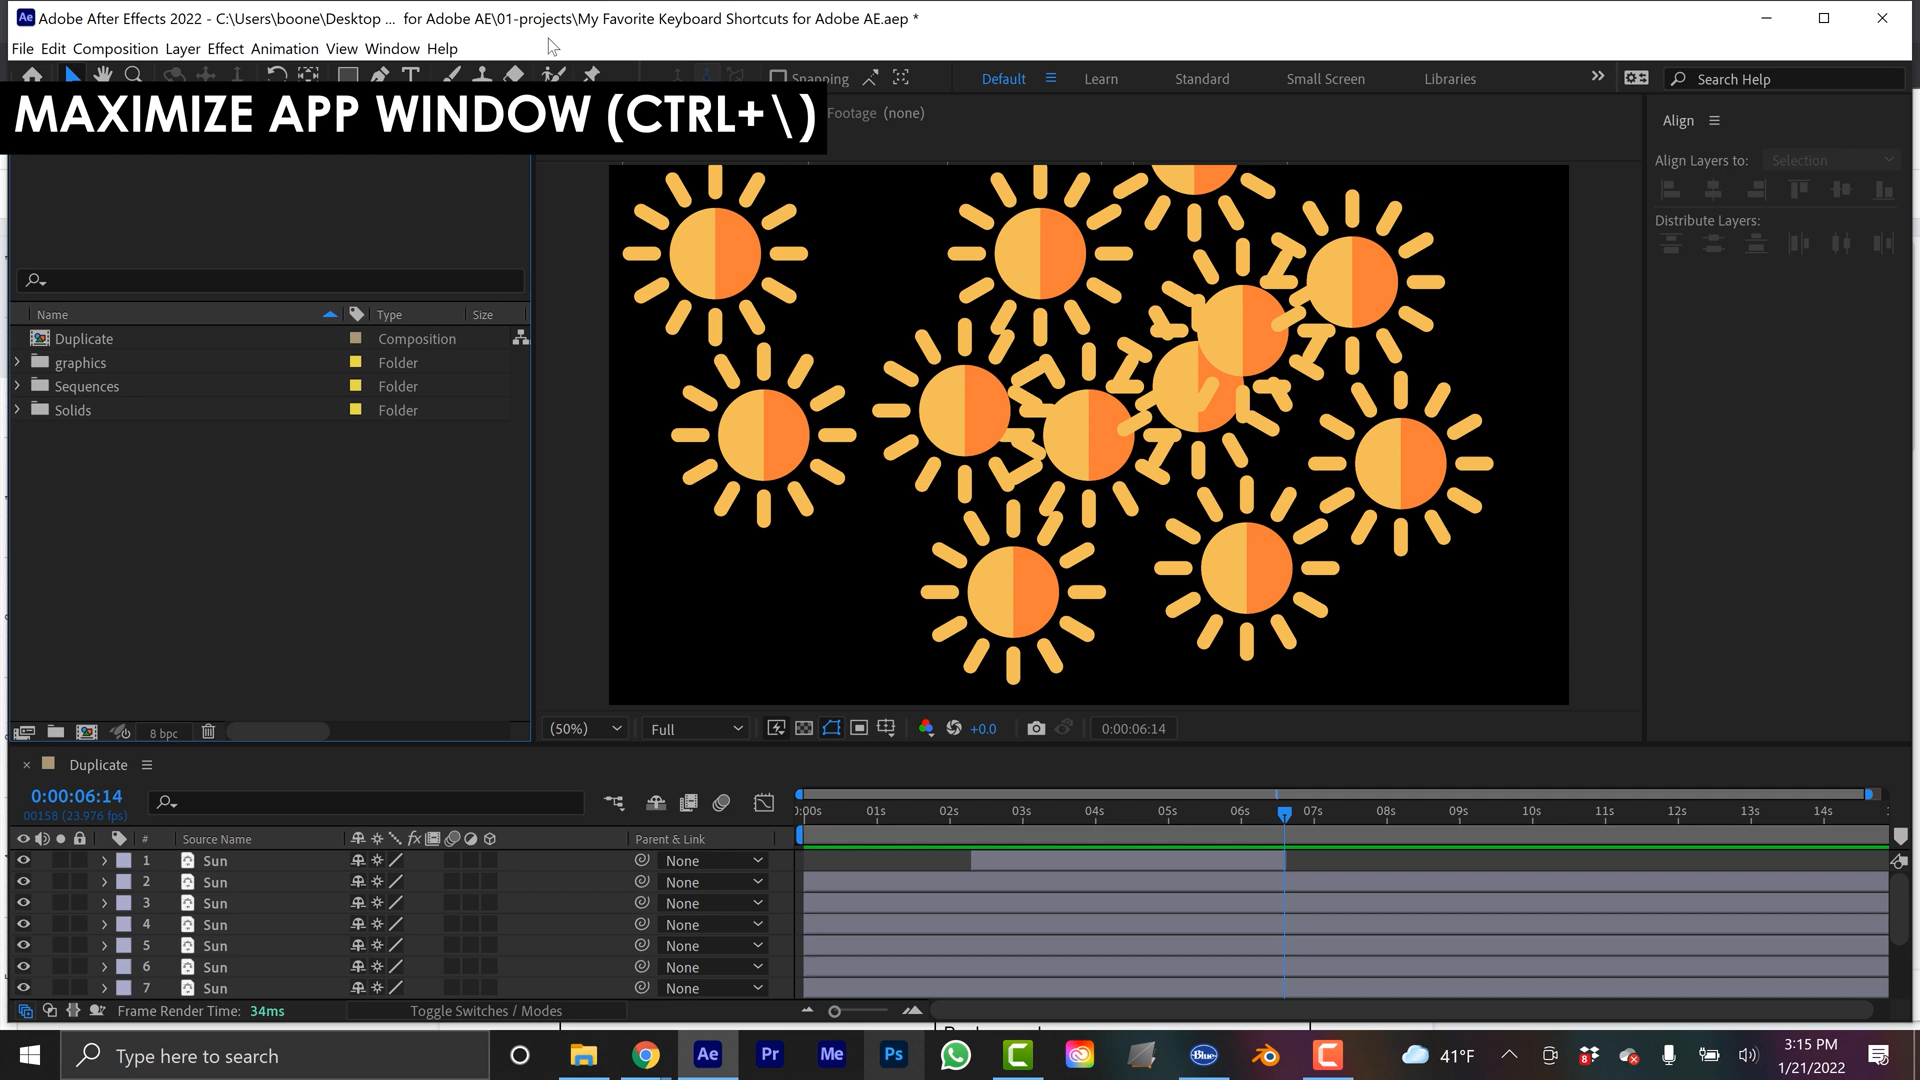 Adobe After Effects 2022 - C:\Users\boone\Desktop ... for Adobe AE\01-projects\My Favorite Keyboard Shortcuts for Adobe AE.aep *
File Edit Composition Layer Effect Animation View Window Help
Snapping Default Learn Standard Small Screen Libraries Search Help
MAXIMIZE APP WINDOW (CTRL+\)
Footage (none)
Align
Align Layers to: Selection
Distribute Layers:
Name Type Size
Duplicate Composition
graphics Folder
Sequences Folder
Solids Folder
8 bpc (50%) Full +0.0 0:00:06:14
Duplicate
0:00:06:14
00158 (23.976 fps)
0:00s 01s 02s 03s 04s 05s 06s 07s 08s 09s 10s 11s 12s 13s 14s
# Source Name fx Parent & Link
1 Sun None
2 Sun None
3 Sun None
4 Sun None
5 Sun None
6 Sun None
7 Sun None
Frame Render Time: 34ms Toggle Switches / Modes
Type here to search Ae Pr Me Ps Blue 41°F 8 3:15 PM
1/21/2022